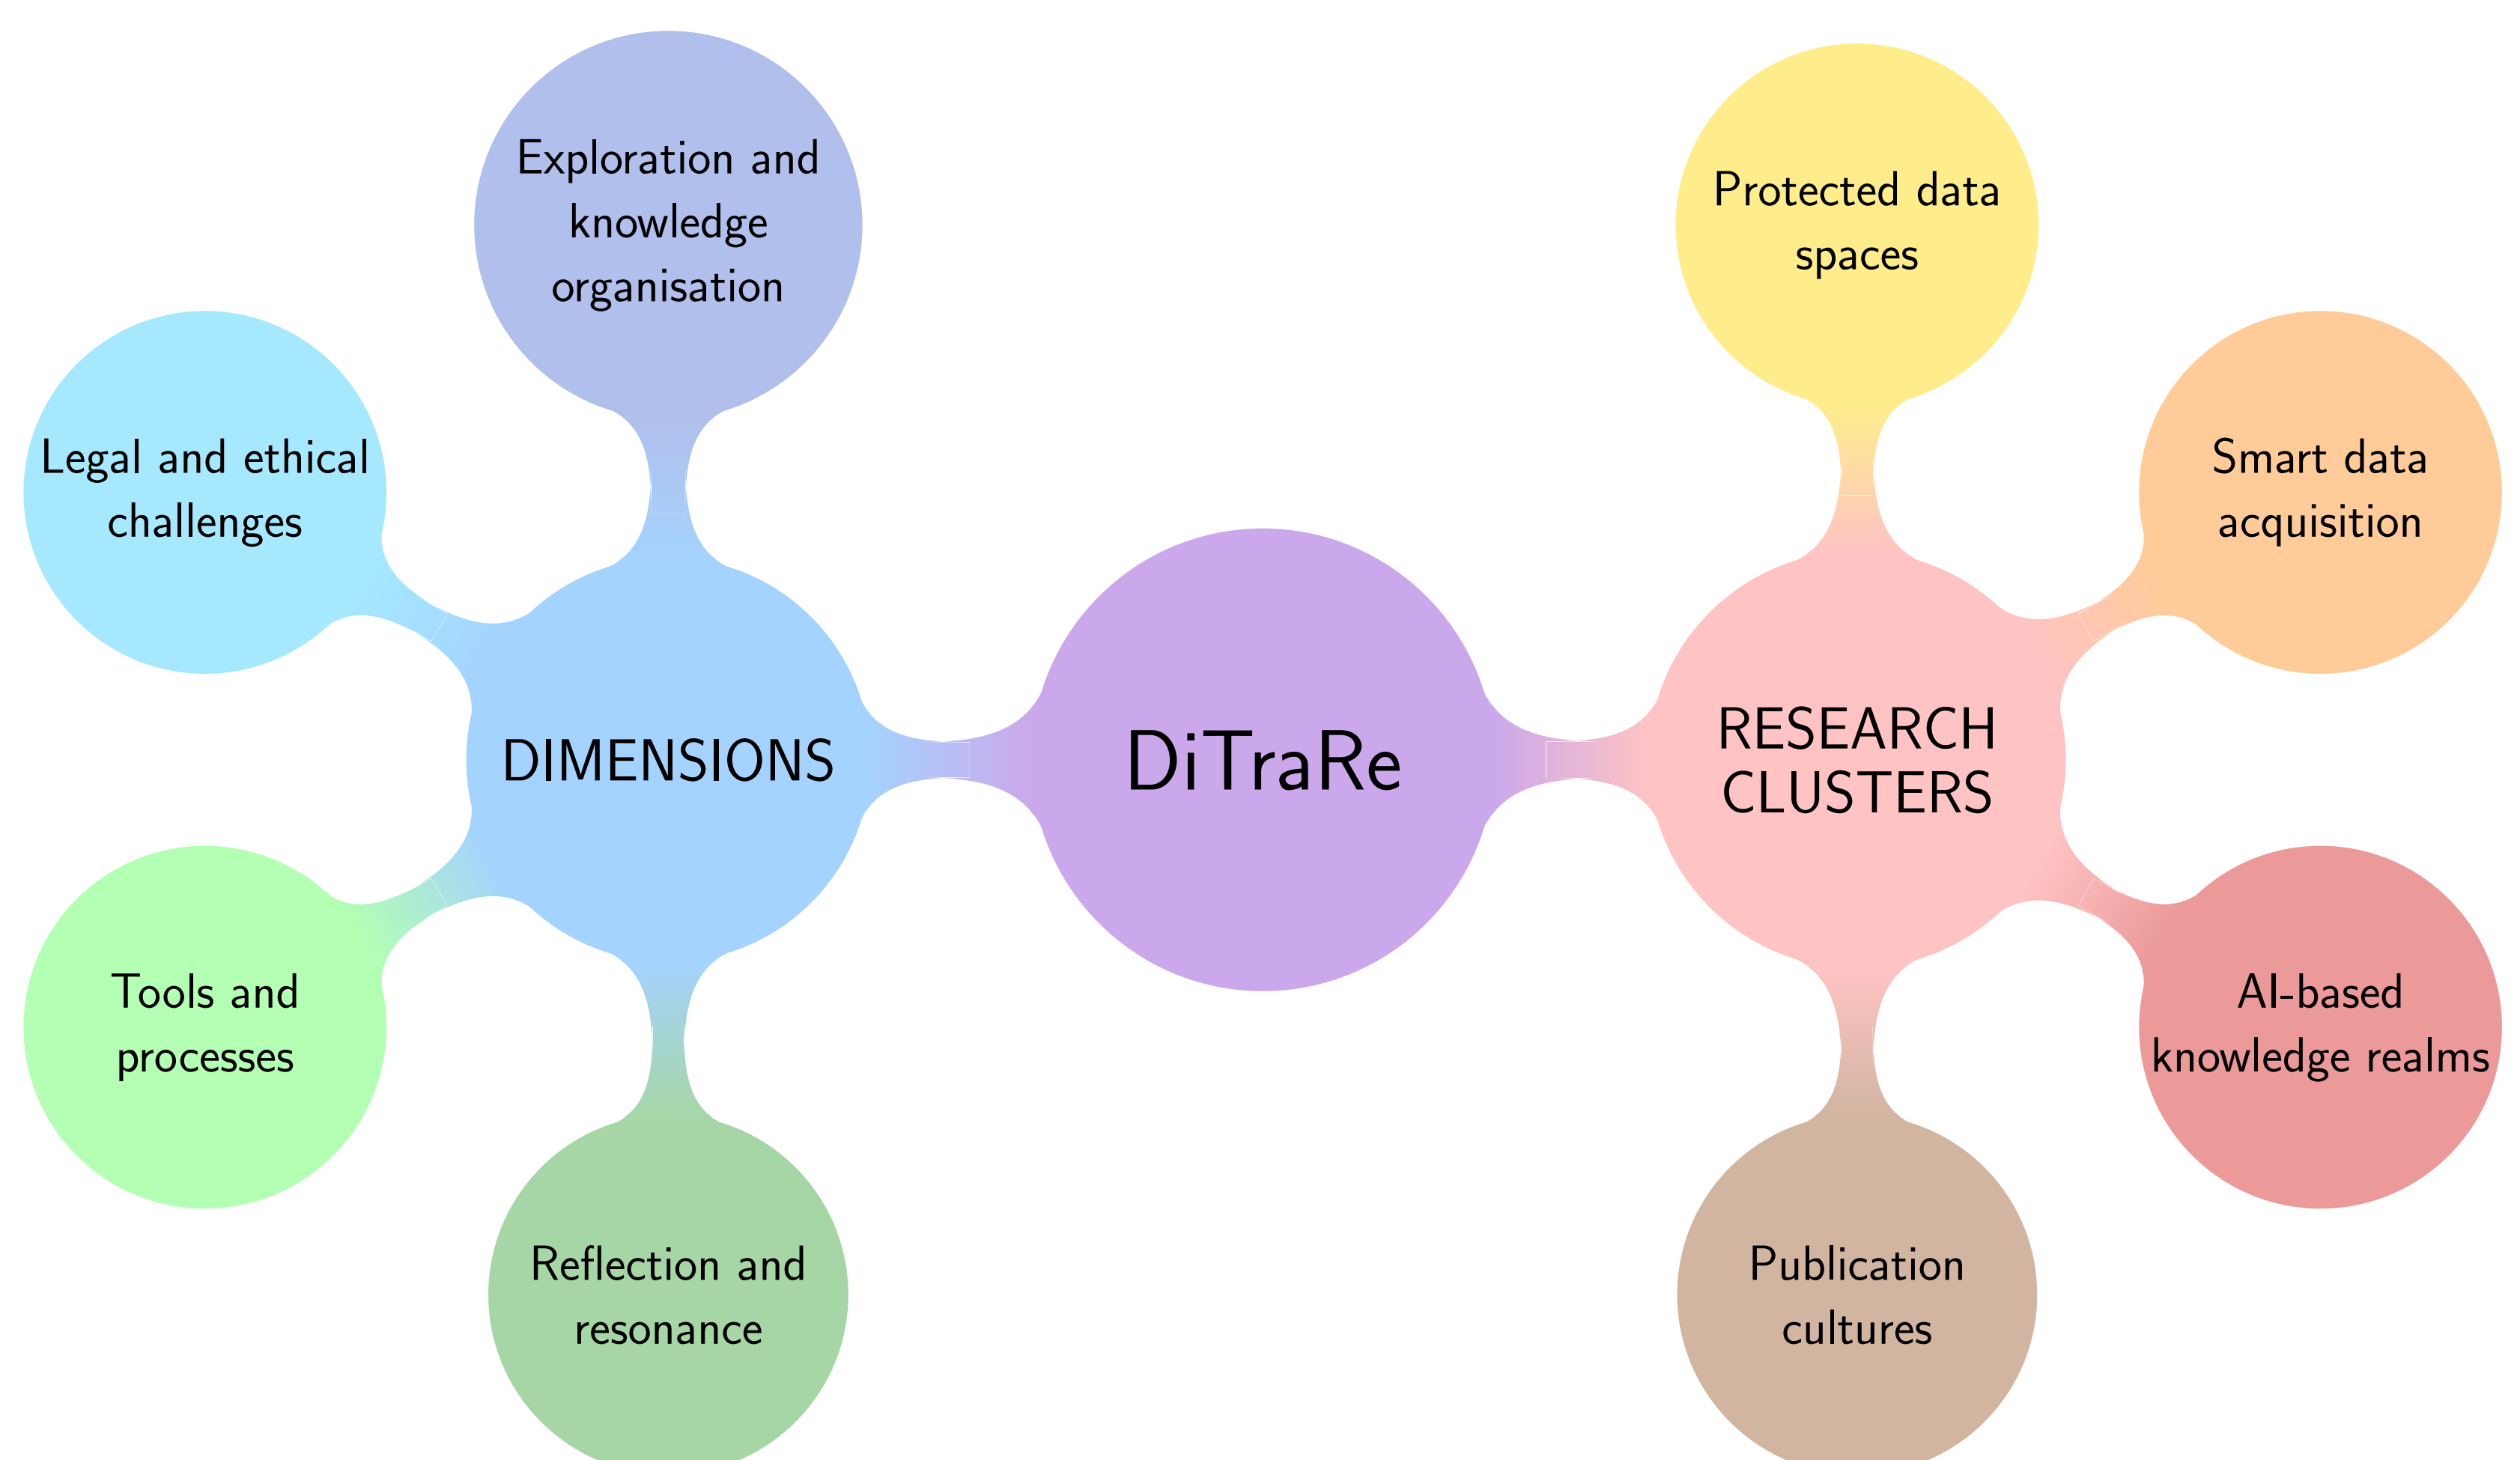 Exploration and
knowledge
organisation
Protected data
spaces
Legal and ethical
challenges
Smart data
acquisition
DIMENSIONS
DiTraRe
RESEARCH
CLUSTERS
Tools and
processes
AI-based
knowledge realms
Reflection and
resonance
Publication
cultures